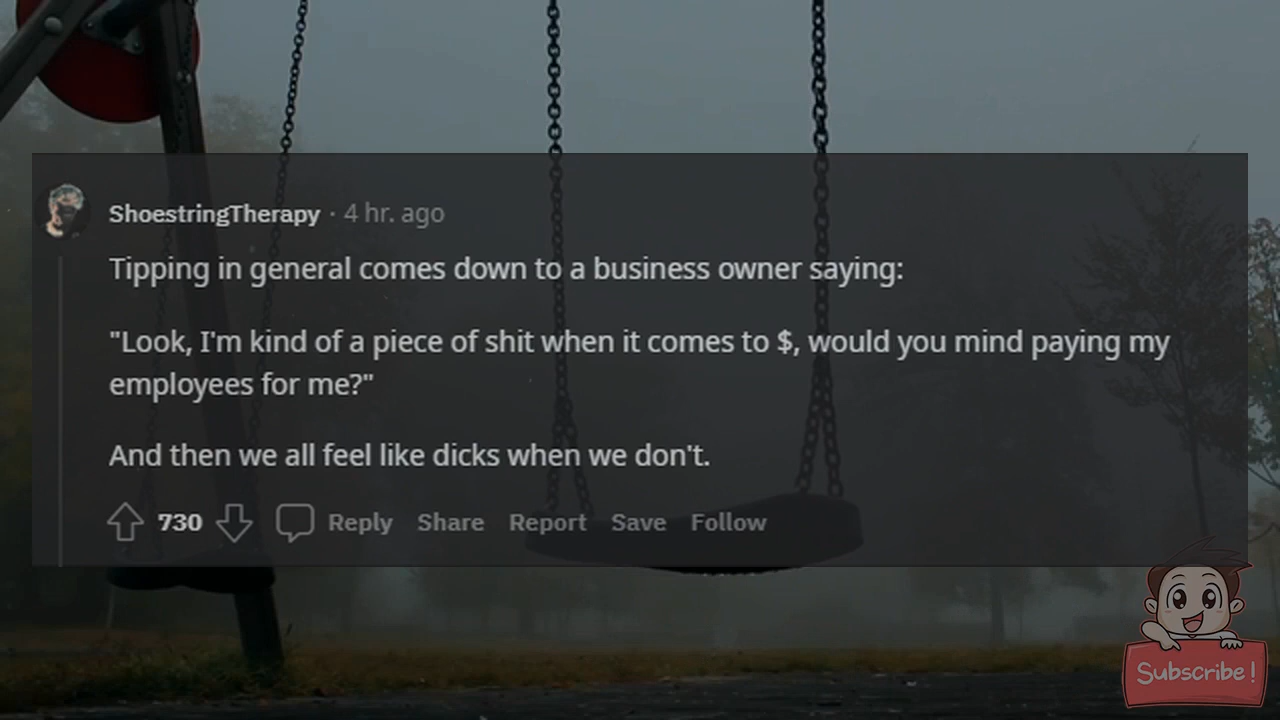 ShoestringTherapy · 4 hr. ago
Tipping in general comes down to a business owner saying:
"Look, I'm kind of a piece of shit when it comes to $, would you mind paying my
employees for me?"
And then we all feel like dicks when we don't.
730 Reply Share Report Save Follow
Subscribe!